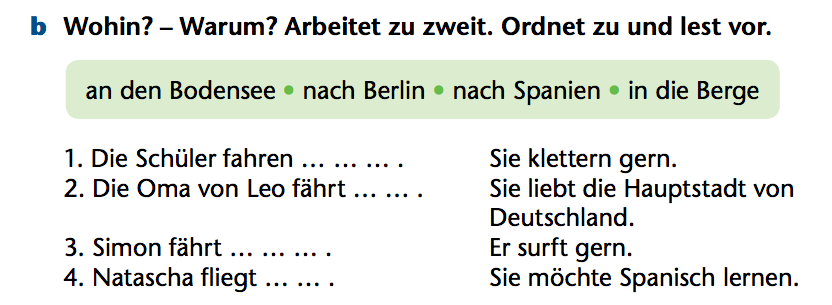 b Wohin? – Warum? Arbeitet zu zweit. Ordnet zu und lest vor.
an den Bodensee • nach Berlin • nach Spanien • in die Berge
1. Die Schüler fahren … … … . Sie klettern gern.
2. Die Oma von Leo fährt … … . Sie liebt die Hauptstadt von
Deutschland.
3. Simon fährt … … … . Er surft gern.
4. Natascha fliegt … … . Sie möchte Spanisch lernen.